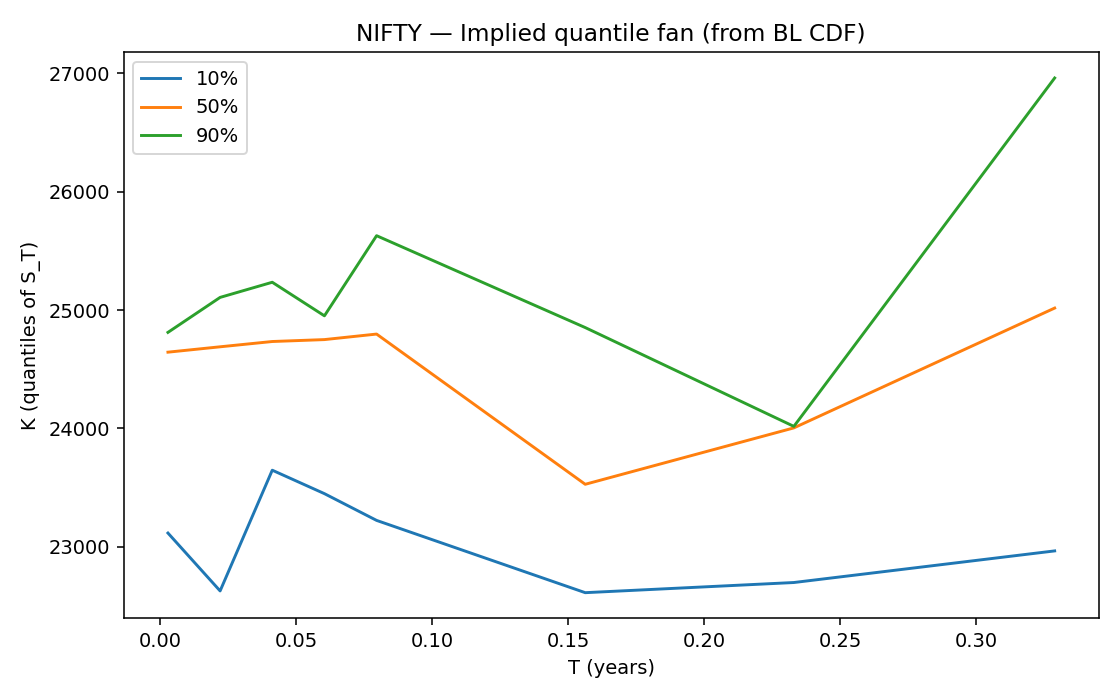 NIFTY — Implied quantile fan (from BL CDF)
10%
50%
90%
K (quantiles of S_T)
27000
26000
25000
24000
23000
0.00 0.05 0.10 0.15 0.20 0.25 0.30
T (years)